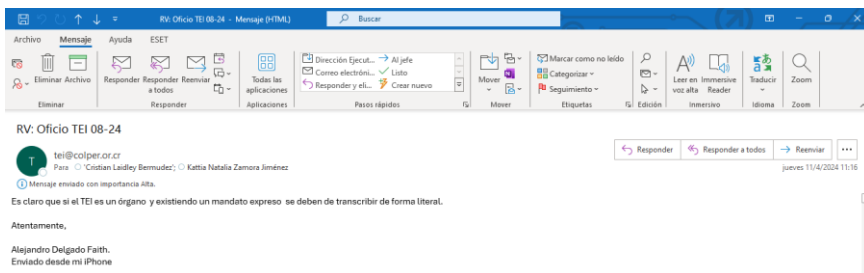 RV: Oficio TEI 08-24 - Mensaje (HTML)
Buscar
Archivo Mensaje Ayuda ESET
Eliminar Archivo
Responder Responder a todos Reenviar
Todas las aplicaciones
Dirección Ejecut... Al jefe
Correo electróni... Listo
Responder y eli... Crear nuevo
Mover
Marcar como no leído
Categorizar
Seguimiento
Leer en voz alta Immersive Reader
Traducir
Zoom
Eliminar Responder Aplicaciones Pasos rápidos Mover Etiquetas Edición Inmersivo Idioma Zoom
RV: Oficio TEI 08-24
T
tei@colper.or.cr
Para 'Cristian Laidley Bermudez'; Kattia Natalia Zamora Jiménez
Responder Responder a todos Reenviar
jueves 11/4/2024 11:16
Mensaje enviado con importancia Alta.
Es claro que si el TEI es un órgano y existiendo un mandato expreso se deben de transcribir de forma literal.
Atentamente,
Alejandro Delgado Faith.
Enviado desde mi iPhone